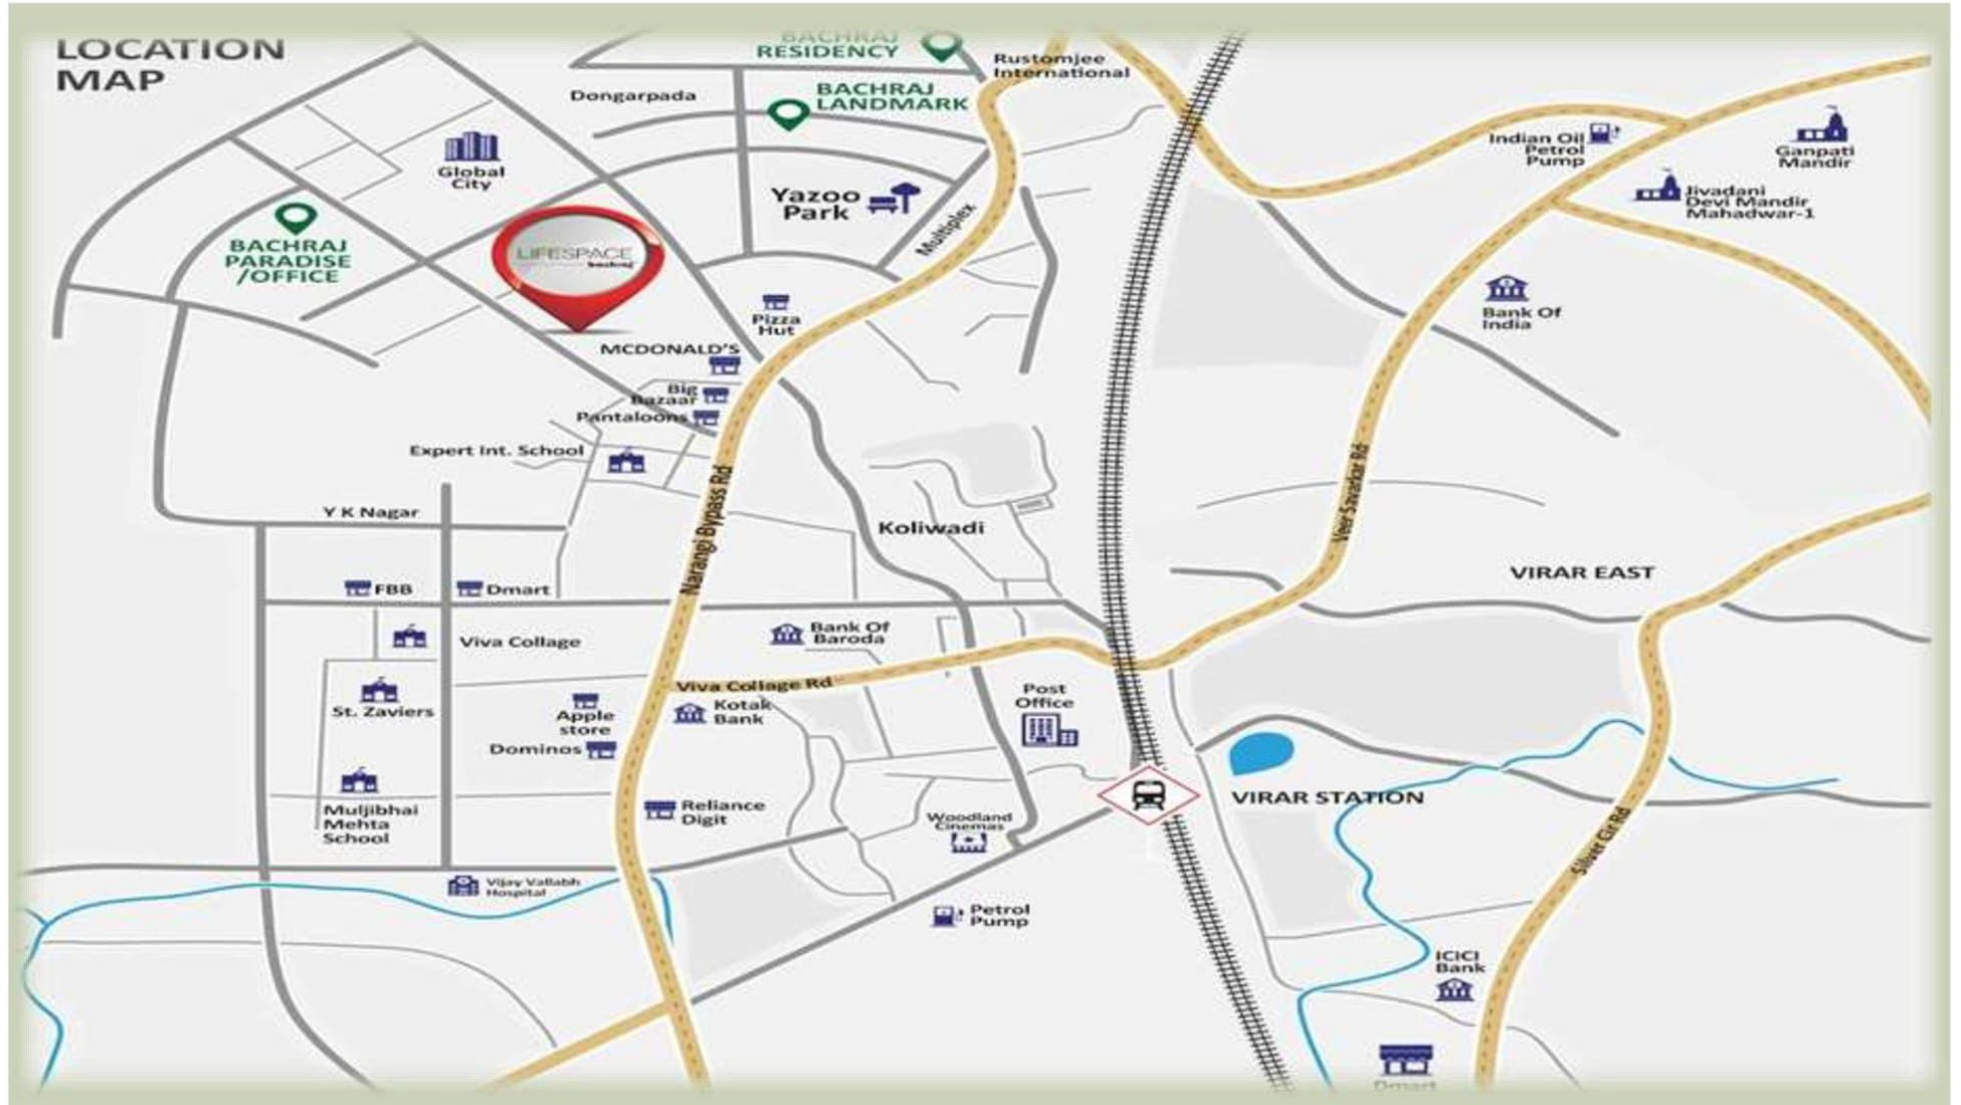 LOCATION
MAP
BACHRAJ
RESIDENCY
Rustomjee
International
Dongarpada
BACHRAJ
LANDMARK
Global
City
Yazoo
Park
Multiplex
Indian Oil
Petrol
Pump
Ganpati
Mandir
Jivadani
Devi Mandir
Mahadwar-1
BACHRAJ
PARADISE
/OFFICE
LIFESPACE
bachraj
Pizza
Hut
Bank Of
India
MCDONALD'S
Big
Bazaar
Pantaloons
Expert Int. School
Narangi Bypass Rd
Veer Savarkar Rd
Y K Nagar
Koliwadi
VIRAR EAST
FBB
Dmart
Viva Collage
Bank Of
Baroda
Viva Collage Rd
St. Zaviers
Apple
store
Dominos
Kotak
Bank
Post
Office
VIRAR STATION
Muljibhai
Mehta
School
Reliance
Digit
Woodland
Cinemas
Silover Cir Rd
Vijay Vallabh
Hospital
Petrol
Pump
ICICI
Bank
Dmart